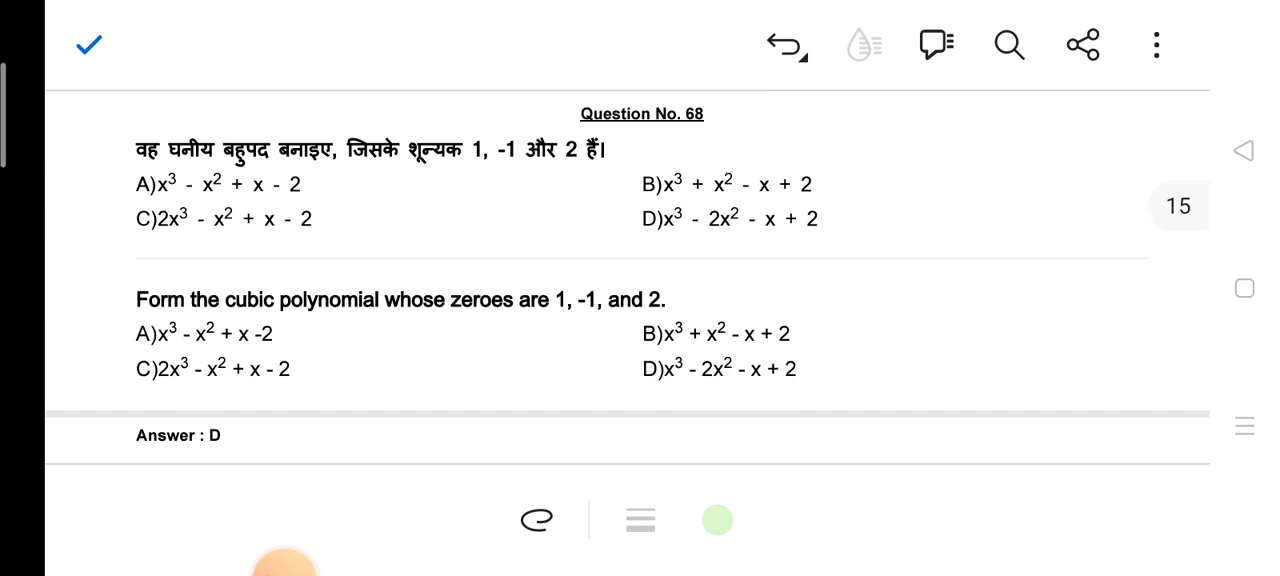 Question No. 68
वह घनीय बहुपद बनाइए, जिसके शून्यक 1, -1 और 2 हैं।
A)x³ - x² + x - 2 B)x³ + x² - x + 2
C)2x³ - x² + x - 2 D)x³ - 2x² - x + 2
15
Form the cubic polynomial whose zeroes are 1, -1, and 2.
A)x³ - x² + x -2 B)x³ + x² - x + 2
C)2x³ - x² + x - 2 D)x³ - 2x² - x + 2
Answer : D